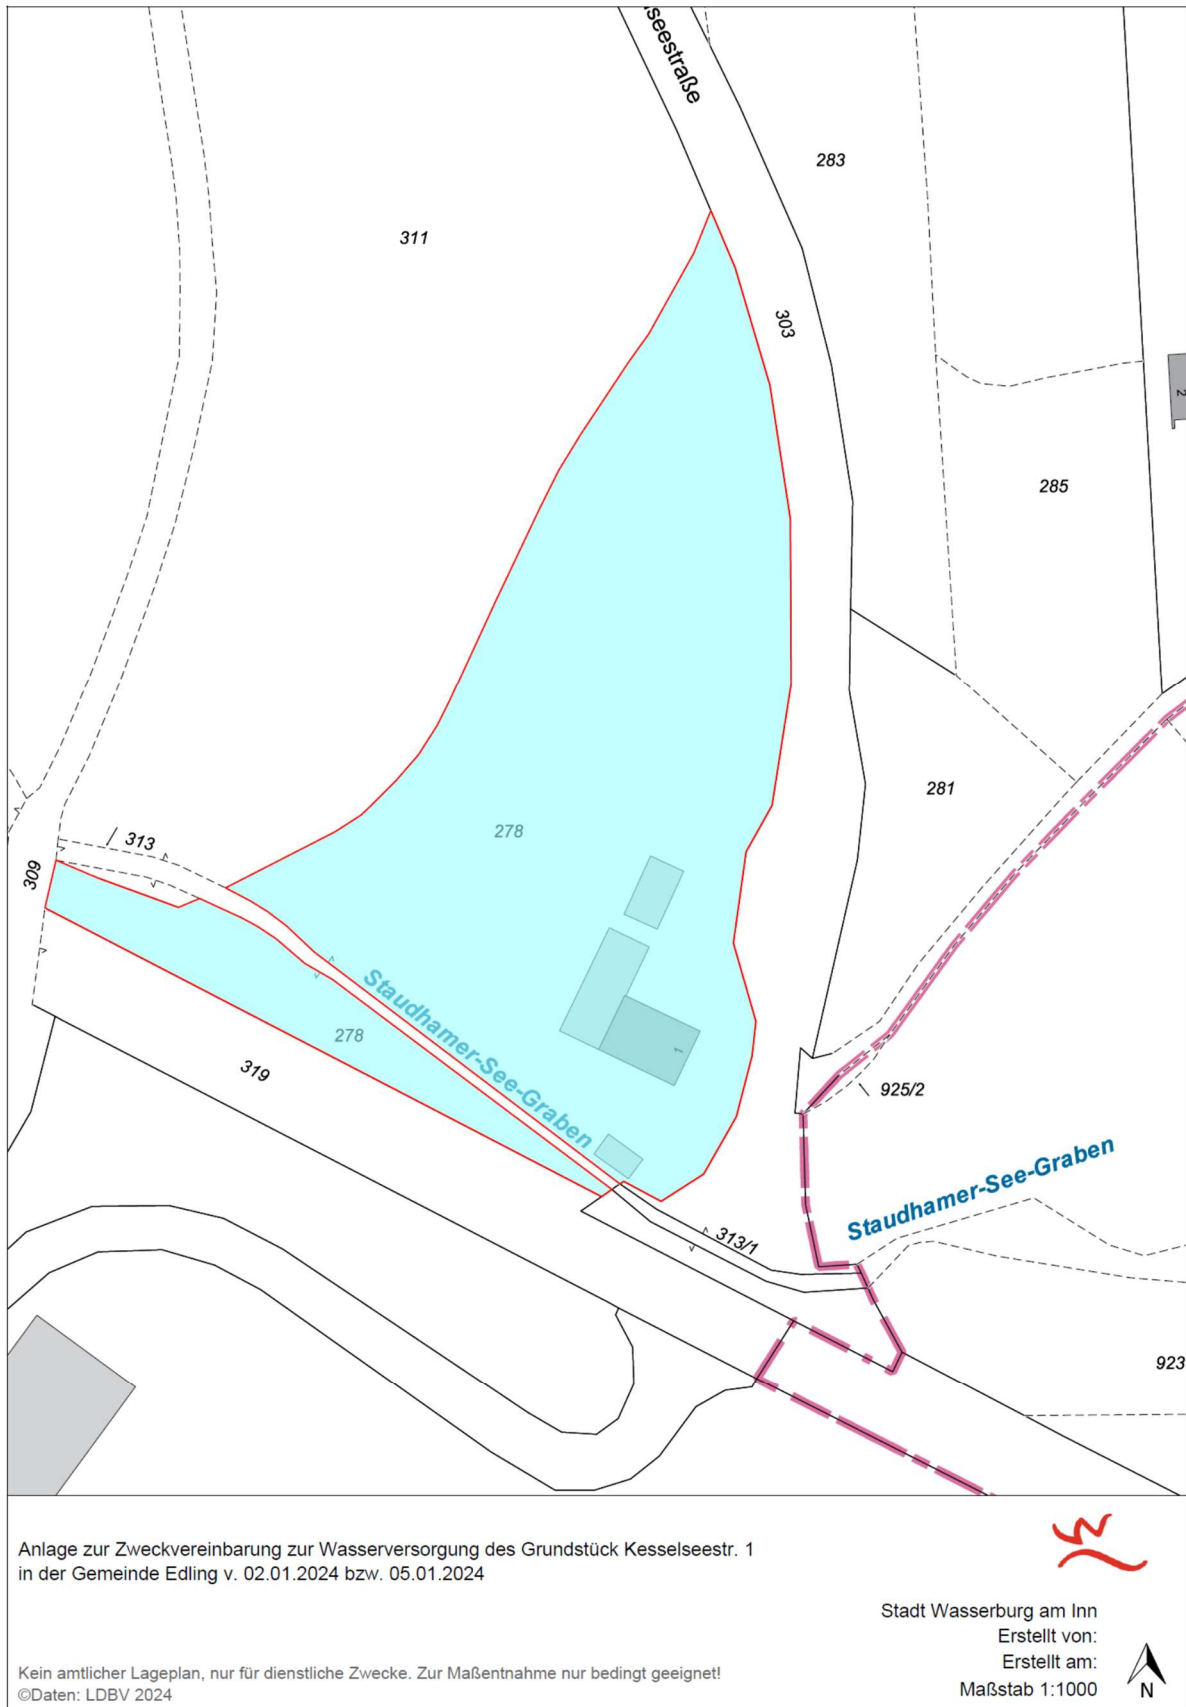 seestraße
283
311
303
2
285
281
278
313
309
Staudhamer-See-Graben
278
1
319
925/2
Staudhamer-See-Graben
313/1
923
Anlage zur Zweckvereinbarung zur Wasserversorgung des Grundstück Kesselseestr. 1
in der Gemeinde Edling v. 02.01.2024 bzw. 05.01.2024
Stadt Wasserburg am Inn
Erstellt von:
Erstellt am:
Maßstab 1:1000
N
Kein amtlicher Lageplan, nur für dienstliche Zwecke. Zur Maßentnahme nur bedingt geeignet!
©Daten: LDBV 2024